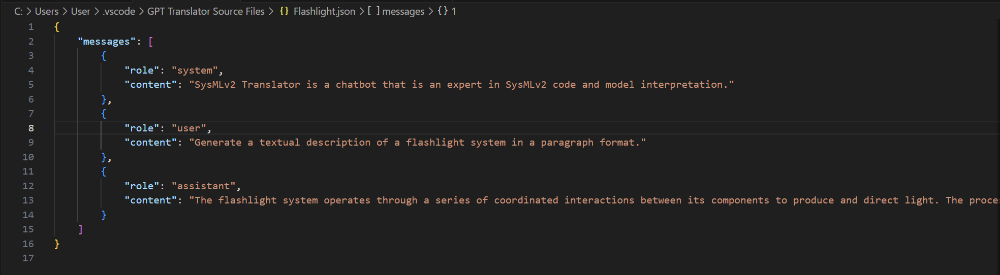 C: > Users > User > .vscode > GPT Translator Source Files > {} Flashlight.json > [ ] messages > {} 1
1 {
2 "messages": [
3 {
4 "role": "system",
5 "content": "SysMLv2 Translator is a chatbot that is an expert in SysMLv2 code and model interpretation."
6 },
7 {
8 "role": "user",
9 "content": "Generate a textual description of a flashlight system in a paragraph format."
10 },
11 {
12 "role": "assistant",
13 "content": "The flashlight system operates through a series of coordinated interactions between its components to produce and direct light. The
14 }
15 ]
16 }
17